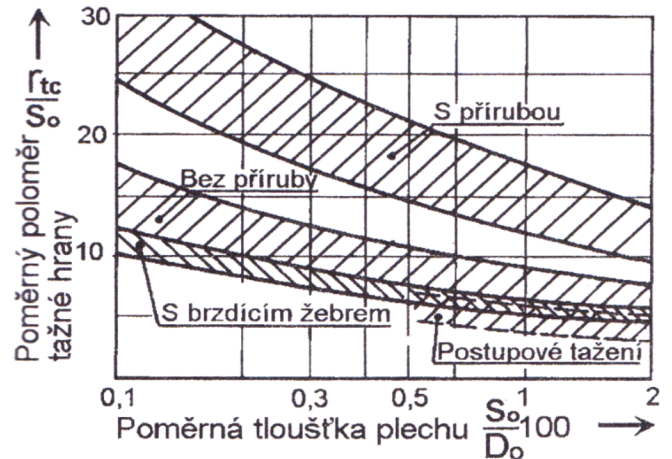 30
20
10
Poměrný poloměr r_tc/S_o
tažné hrany
S přírubou
Bez příruby
S brzdícím žebrem
Postupové tažení
0,1 0,3 0,5 1 2
Poměrná tloušťka plechu S_o/D_o 100